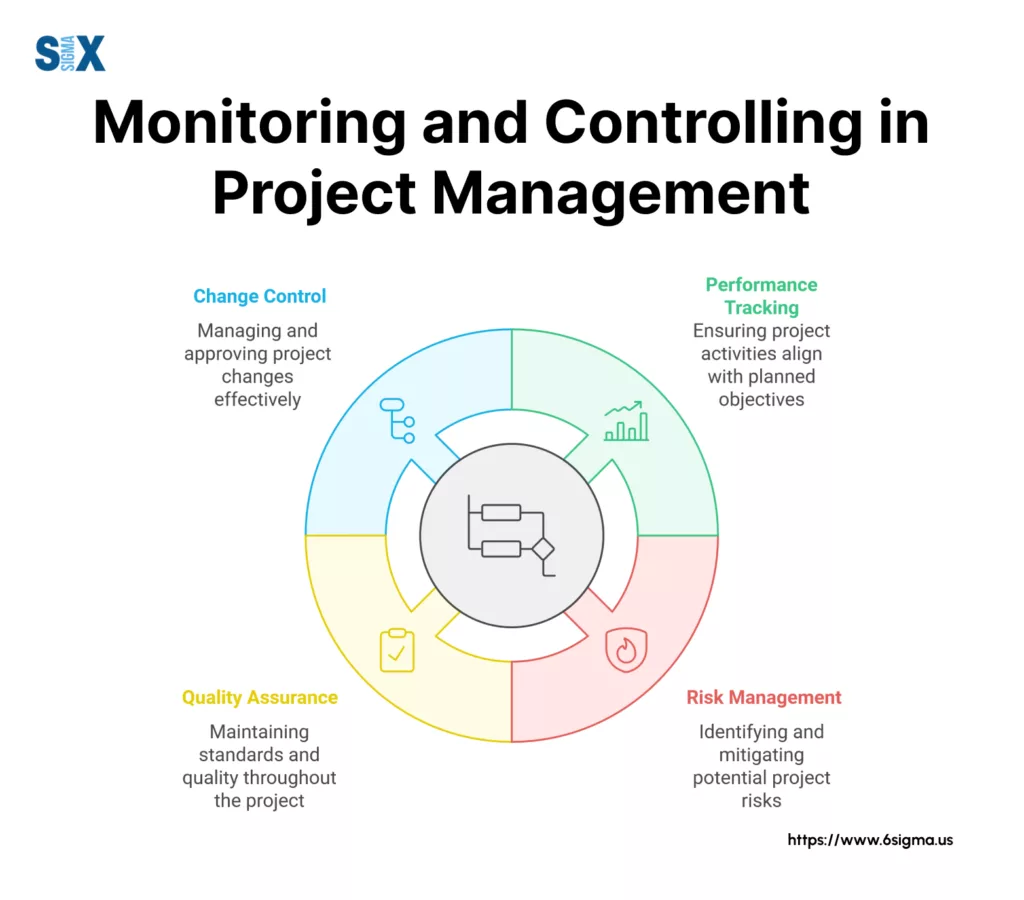 SIX
SIGMA
Monitoring and Controlling in
Project Management
Change Control
Managing and
approving project
changes
effectively
Performance
Tracking
Ensuring project
activities align
with planned
objectives
Quality Assurance
Maintaining
standards and
quality throughout
the project
Risk Management
Identifying and
mitigating
potential project
risks
https://www.6sigma.us